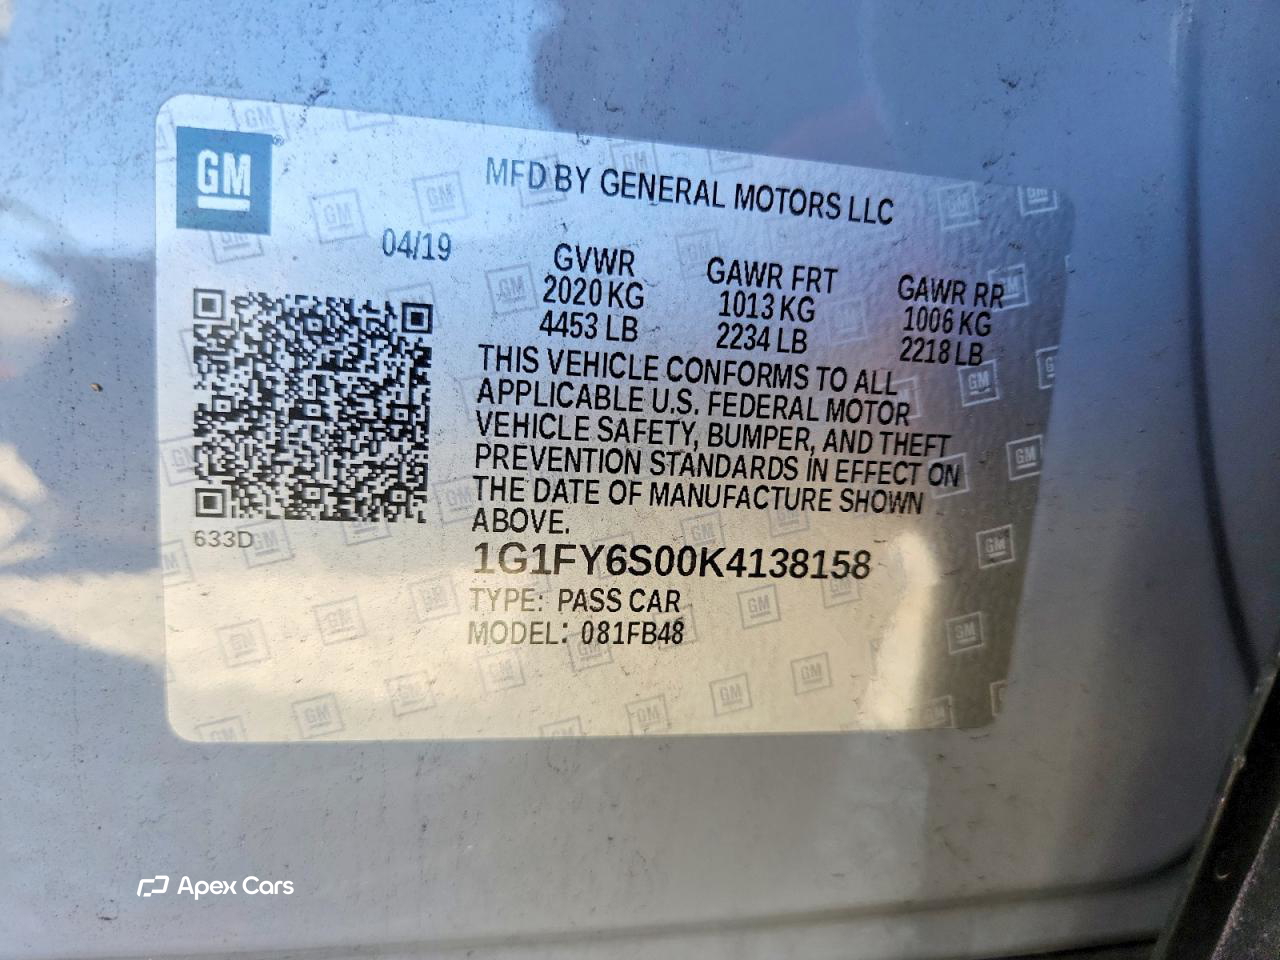 GM
MFD BY GENERAL MOTORS LLC
04/19
GVWR GAWR FRT GAWR RR
2020 KG 1013 KG 1006 KG
4453 LB 2234 LB 2218 LB
THIS VEHICLE CONFORMS TO ALL
APPLICABLE U.S. FEDERAL MOTOR
VEHICLE SAFETY, BUMPER, AND THEFT
PREVENTION STANDARDS IN EFFECT ON
THE DATE OF MANUFACTURE SHOWN
ABOVE.
633D
1G1FY6S00K4138158
TYPE: PASS CAR
MODEL: 081FB48
Apex Cars